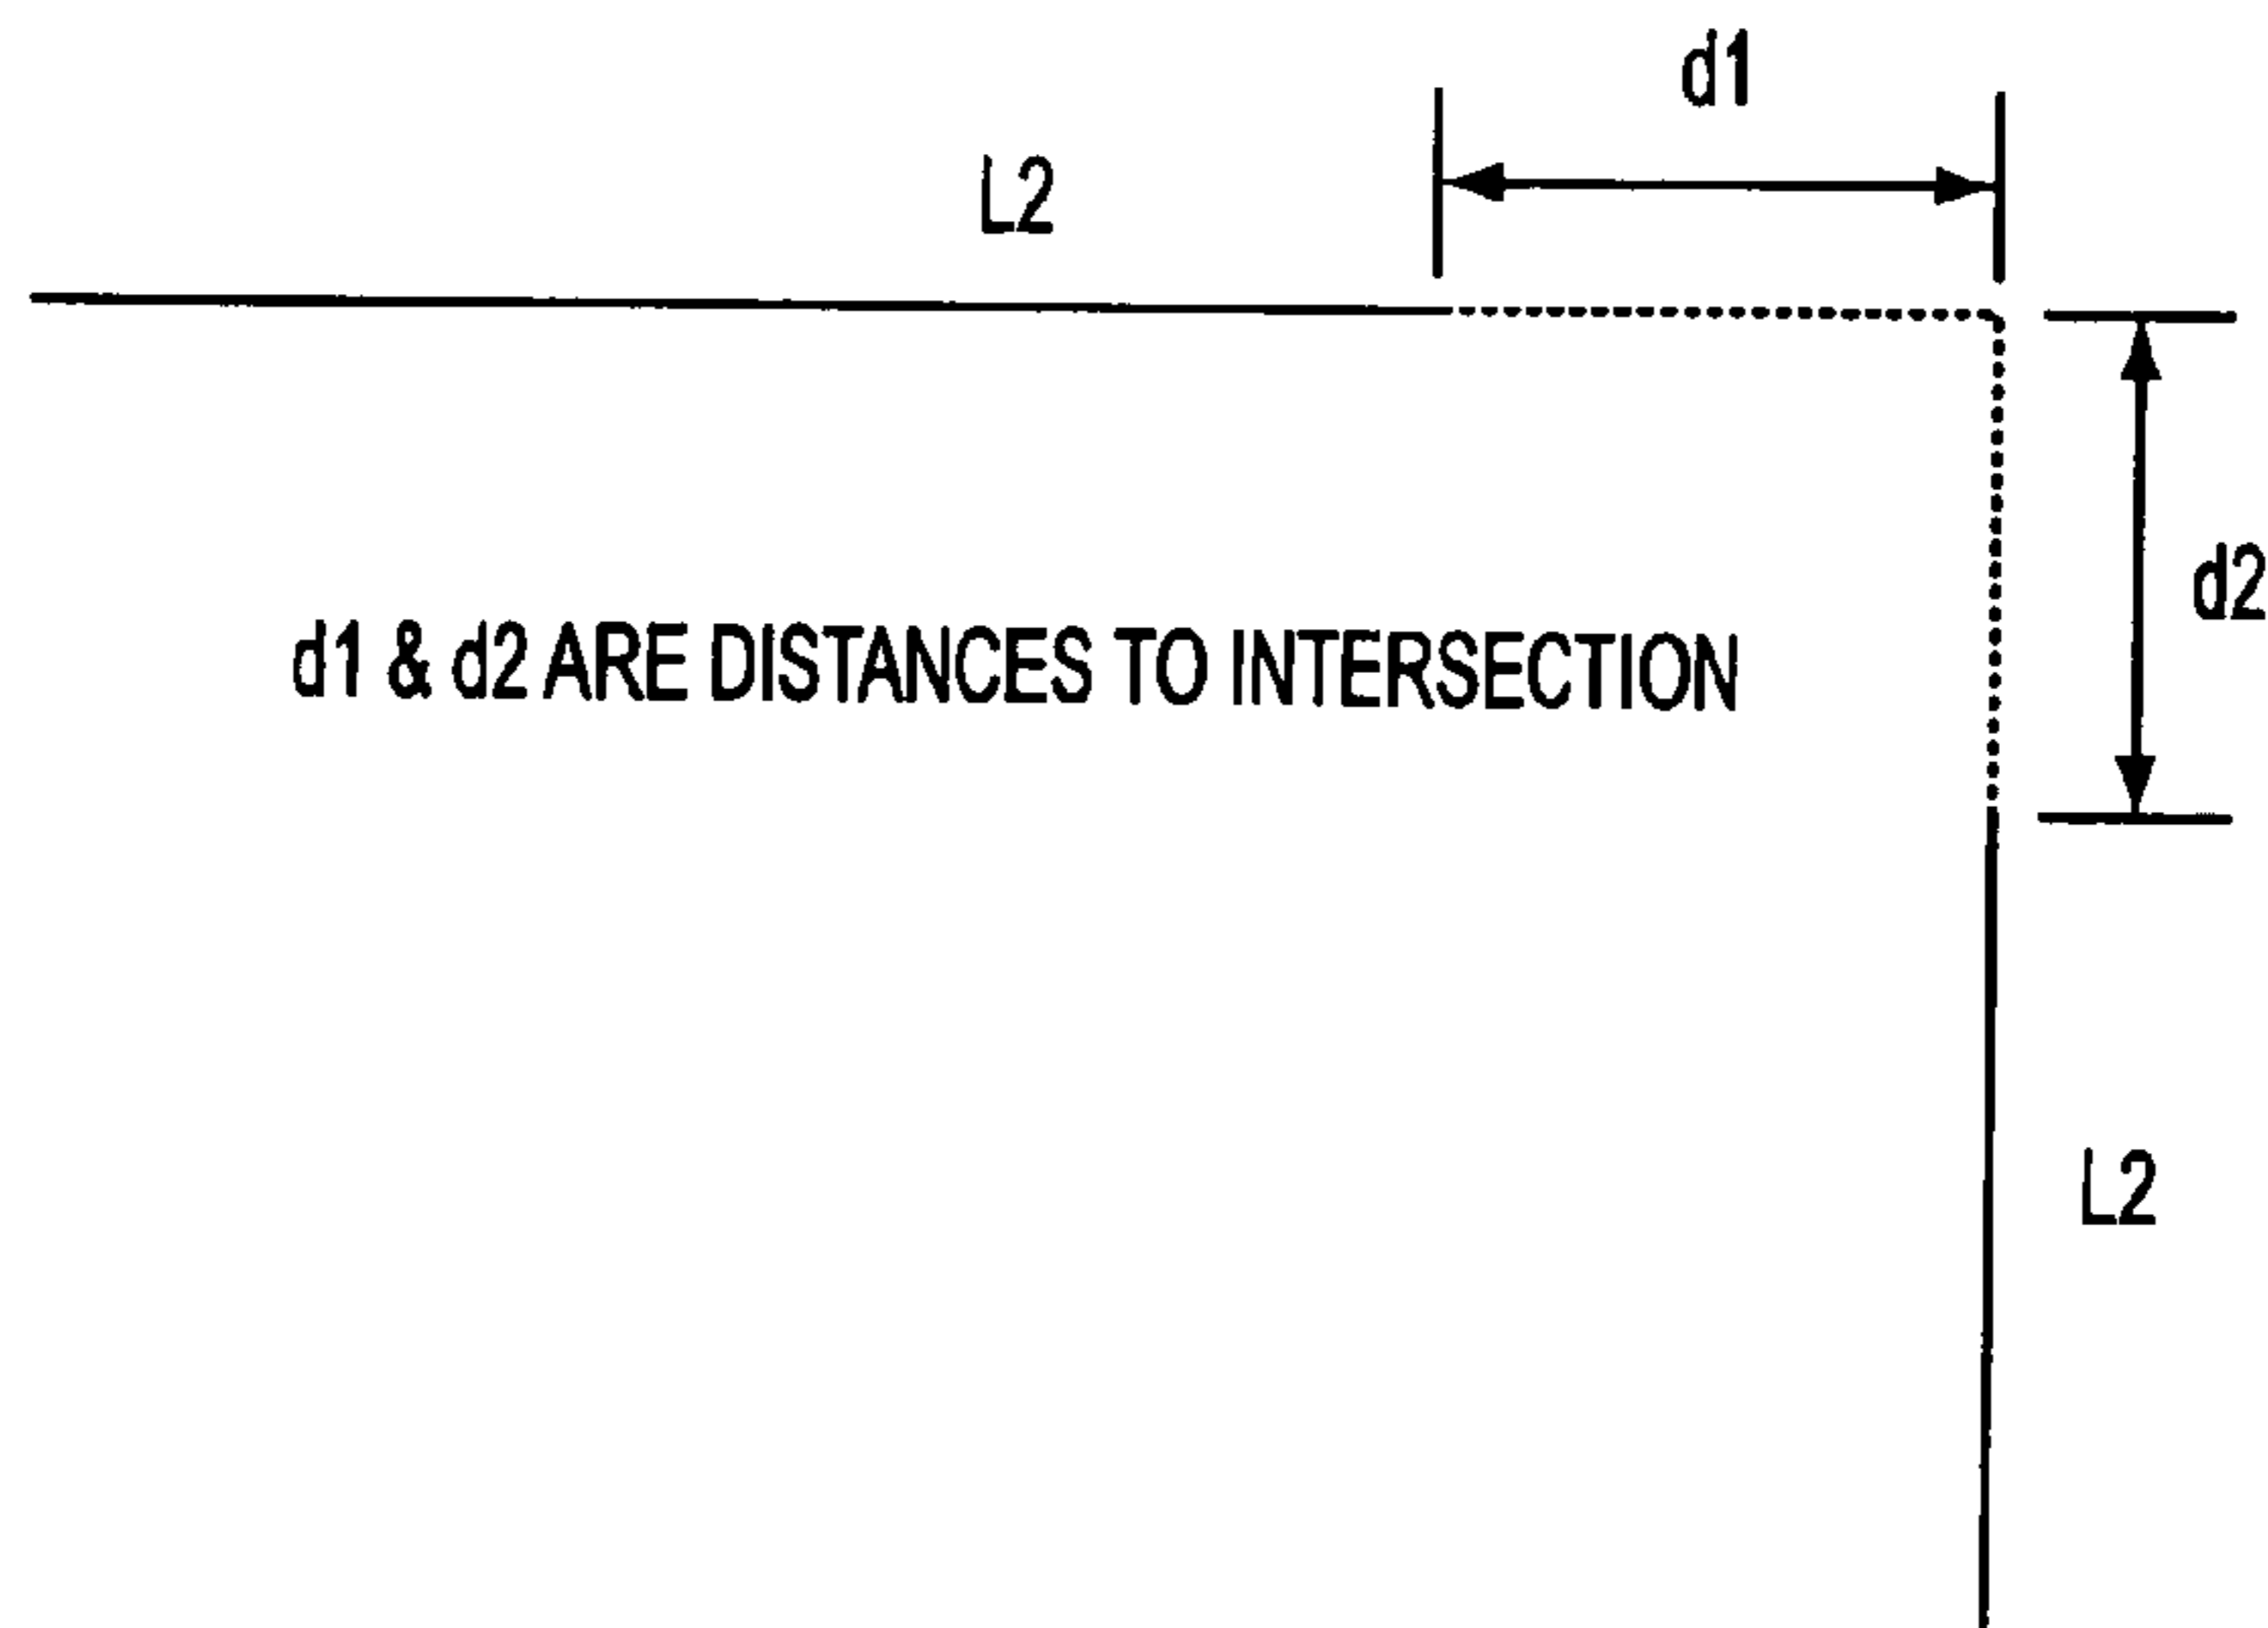 d1
L2
d2
d1 & d2 ARE DISTANCES TO INTERSECTION
L2